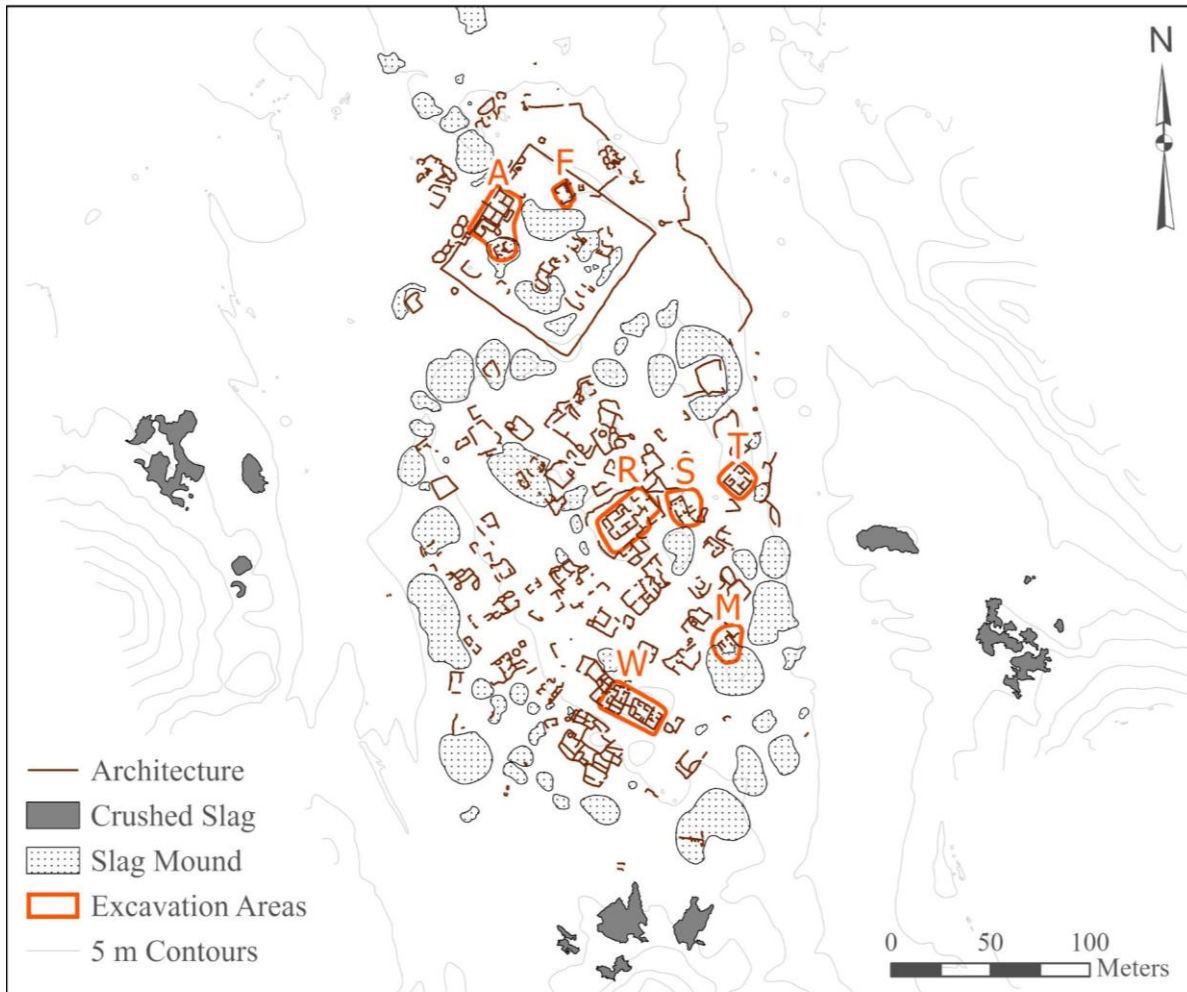 N
A
F
R
S
T
M
W
Architecture
Crushed Slag
Slag Mound
Excavation Areas
5 m Contours
0 50 100
Meters